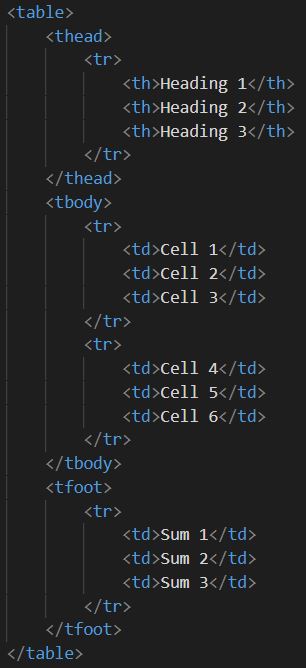 <table>
<thead>
<tr>
<th>Heading 1</th>
<th>Heading 2</th>
<th>Heading 3</th>
</tr>
</thead>
<tbody>
<tr>
<td>Cell 1</td>
<td>Cell 2</td>
<td>Cell 3</td>
</tr>
<tr>
<td>Cell 4</td>
<td>Cell 5</td>
<td>Cell 6</td>
</tr>
</tbody>
<tfoot>
<tr>
<td>Sum 1</td>
<td>Sum 2</td>
<td>Sum 3</td>
</tr>
</tfoot>
</table>